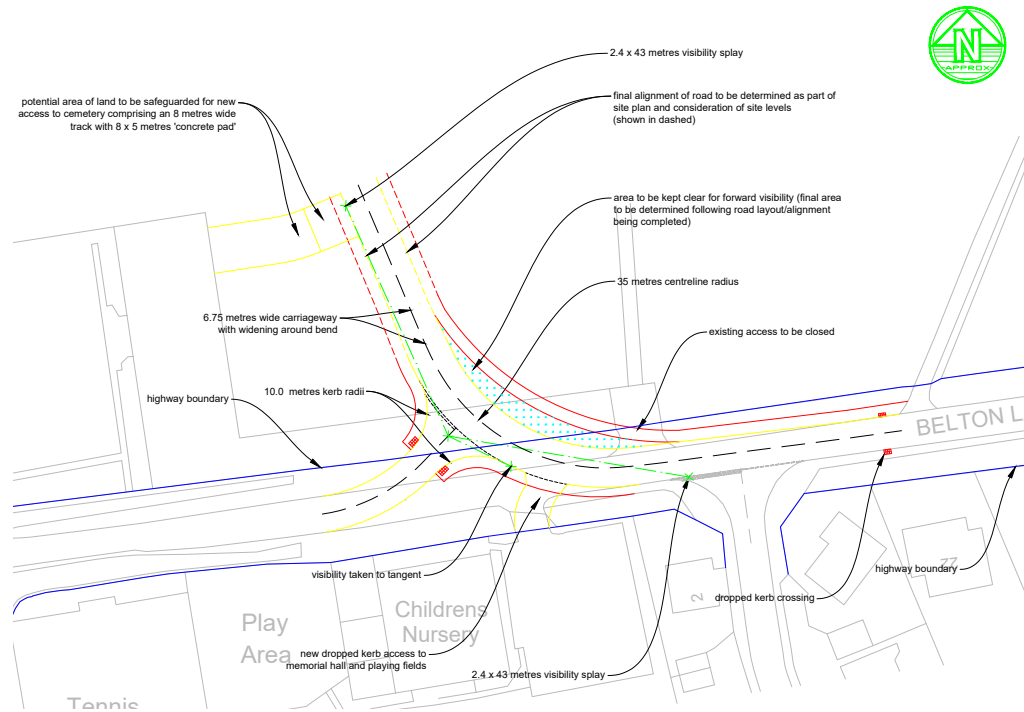 N
APPROX
2.4 x 43 metres visibility splay
potential area of land to be safeguarded for new
access to cemetery comprising an 8 metres wide
track with 8 x 5 metres 'concrete pad'
final alignment of road to be determined as part of
site plan and consideration of site levels
(shown in dashed)
area to be kept clear for forward visibility (final area
to be determined following road layout/alignment
being completed)
35 metres centreline radius
6.75 metres wide carriageway
with widening around bend
existing access to be closed
10.0 metres kerb radii
highway boundary
BELTON L
visibility taken to tangent
highway boundary
77
2
dropped kerb crossing
Childrens
Nursery
Play
Area
new dropped kerb access to
memorial hall and playing fields
2.4 x 43 metres visibility splay
Tennis